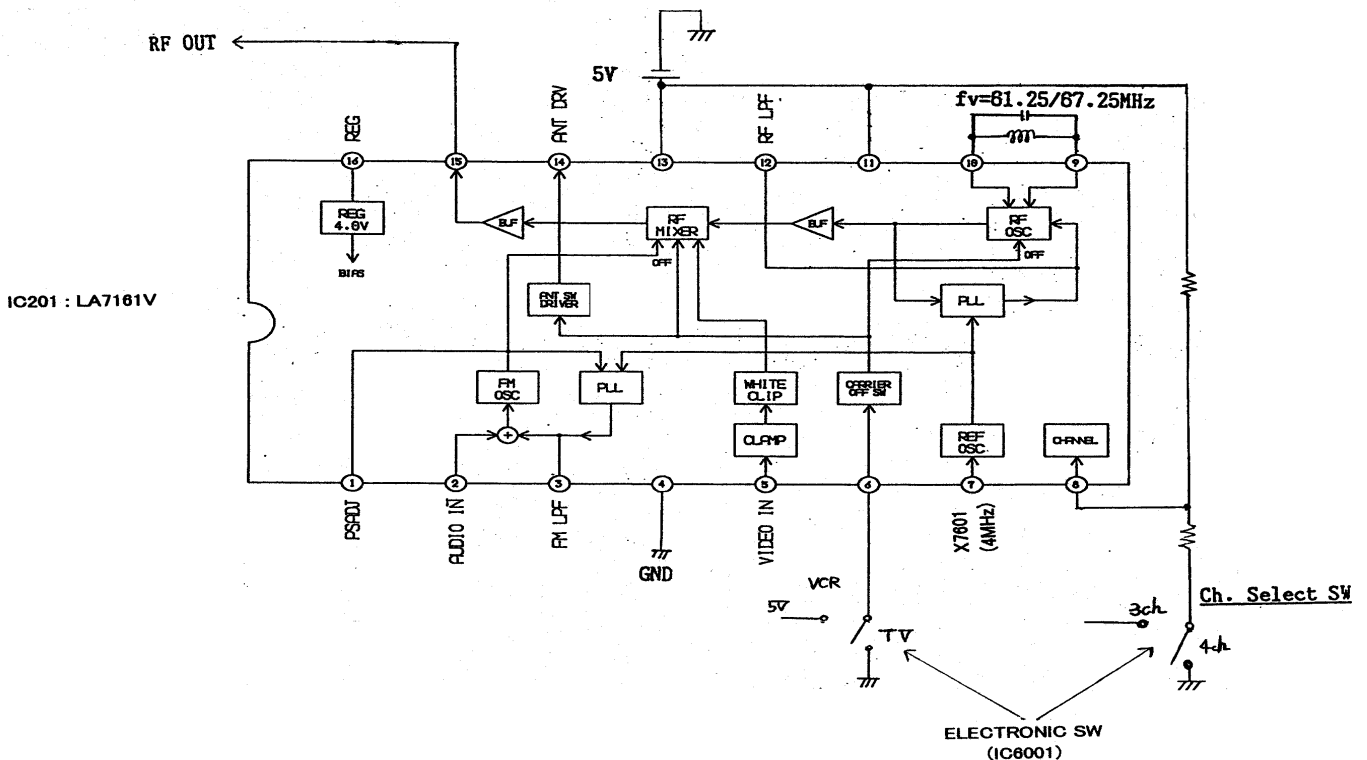 RF OUT
5V
fv=61.25/67.25MHz
REG
ANT DRV
RF LPF
16
15
14
13
12
11
10
9
REG
4.0V
BIAS
BUF
RF
MIXER
OFF
BUF
RF
OSC
OFF
IC201 : LA7161V
ANT SW
DRIVER
PLL
FM
OSC
PLL
WHITE
CLIP
CARRIER
OFF SW
CLAMP
REF
OSC
CHANNEL
1
2
3
4
5
6
7
8
PSADJ
AUDIO IN
FM LPF
GND
VIDEO IN
X7601
(4MHz)
VCR
5V
TV
3ch
4ch
Ch. Select SW
ELECTRONIC SW
(IC6001)